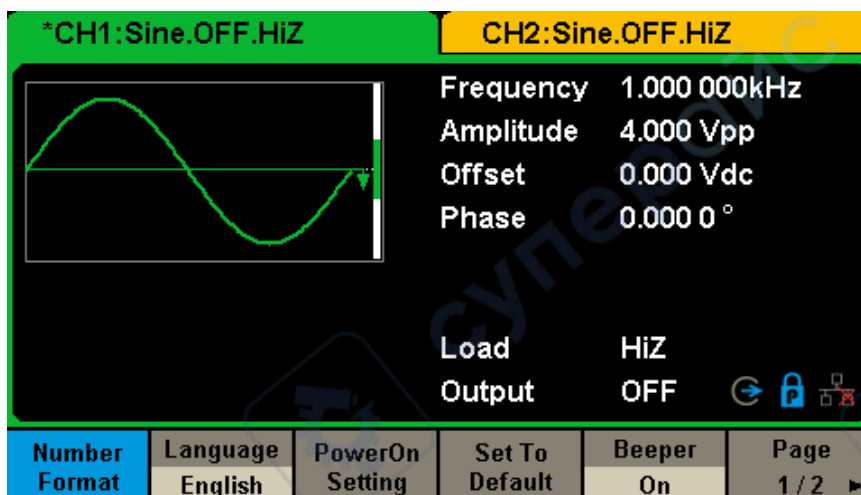 *CH1:Sine.OFF.HiZ
CH2:Sine.OFF.HiZ
Frequency 1.000 000kHz
Amplitude 4.000 Vpp
Offset 0.000 Vdc
Phase 0.000 0 °
Load HiZ
Output OFF
P
Number Format
Language English
PowerOn Setting
Set To Default
Beeper On
Page 1/2
суперайс